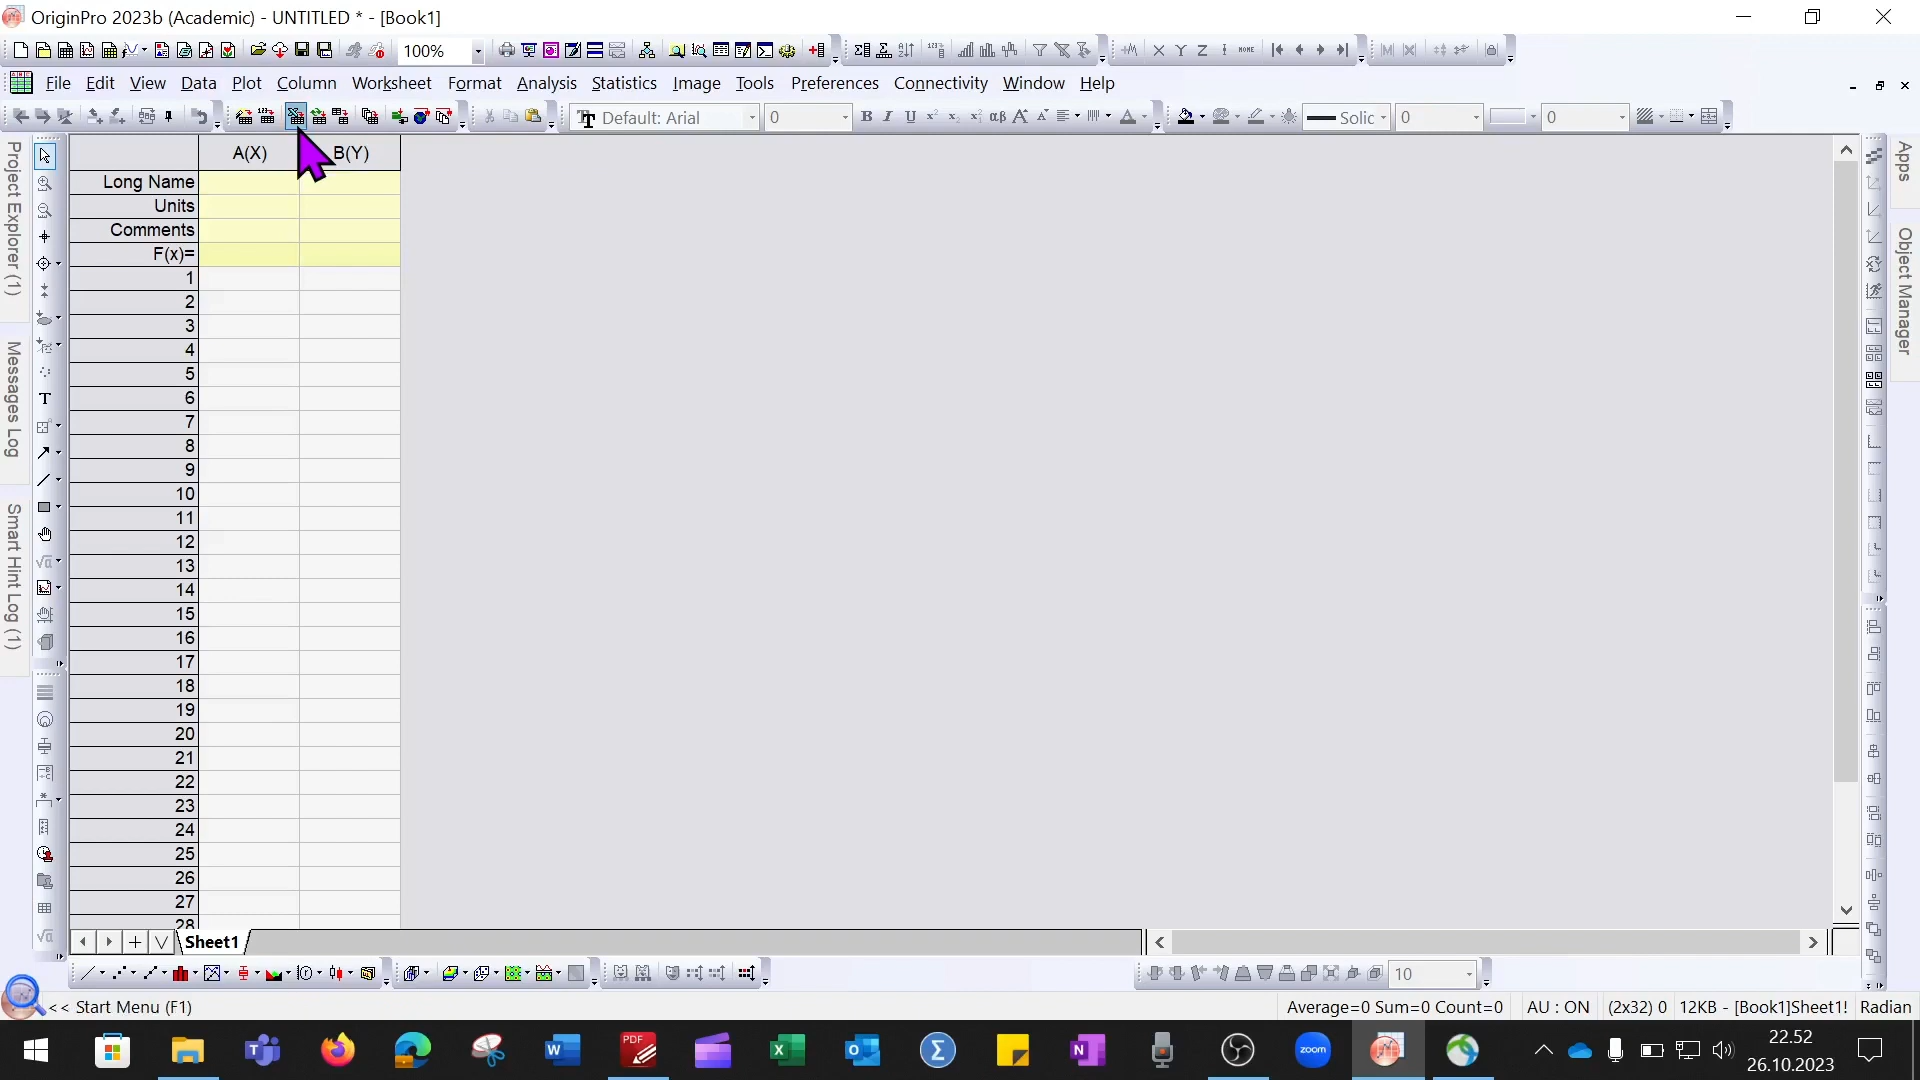 OriginPro 2023b (Academic) - UNTITLED * - [Book1]
100%
File Edit View Data Plot Column Worksheet Format Analysis Statistics Image Tools Preferences Connectivity Window Help
Default: Arial 0 B I U Solic 0 0
A(X) B(Y)
Long Name
Units
Comments
F(x)=
1
2
3
4
5
6
7
8
9
10
11
12
13
14
15
16
17
18
19
20
21
22
23
24
25
26
27
28
Project Explorer (1)
Messages Log
Smart Hint Log (1)
Apps
Object Manager
Sheet1
10
<< Start Menu (F1)
Average=0 Sum=0 Count=0 AU : ON (2x32) 0 12KB - [Book1]Sheet1! Radian
PDF
zoom
22.52
26.10.2023